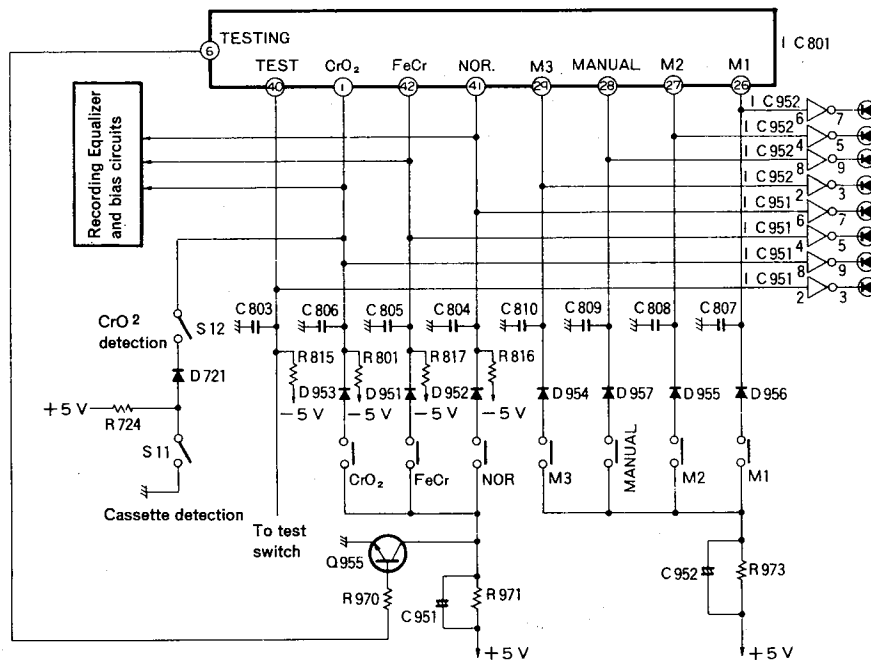 6 TESTING
I C801
TEST CrO₂ FeCr NOR. M3 MANUAL M2 M1
40 1 42 41 29 28 27 26
Recording Equalizer
and bias circuits
I C952 6 7
I C952 4 5
I C952 8 9
I C952 2 3
I C951 6 7
I C951 4 5
I C951 8 9
I C951 2 3
C803 C806 C805 C804 C810 C809 C808 C807
CrO²
detection
S12
R815 R801 R817 R816
D721
D953 D951 D952 D954 D957 D955 D956
−5 V −5 V −5 V −5 V
+5 V
R724
S11
CrO₂ FeCr NOR M3 MANUAL M2 M1
Cassette detection
To test
switch
Q955
R970
C951
R971
C952
R973
+5 V
+5 V